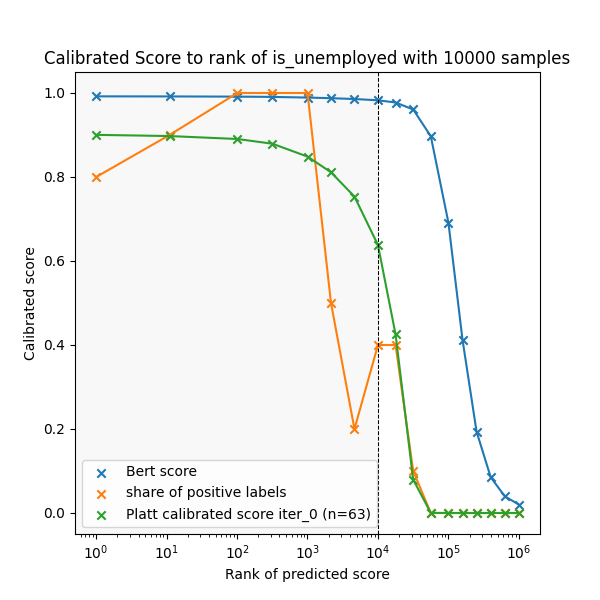 Calibrated Score to rank of is_unemployed with 10000 samples
1.0
0.8
0.6
0.4
0.2
0.0
Calibrated score
Bert score
share of positive labels
Platt calibrated score iter_0 (n=63)
10⁰ 10¹ 10² 10³ 10⁴ 10⁵ 10⁶
Rank of predicted score